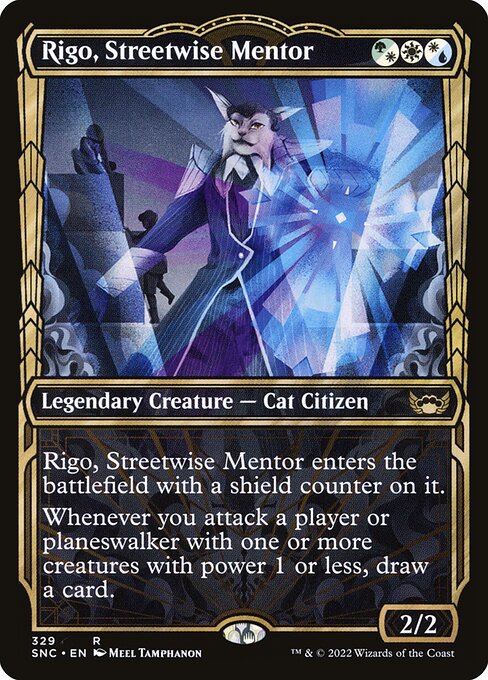 Rigo, Streetwise Mentor
Legendary Creature — Cat Citizen
Rigo, Streetwise Mentor enters the
battlefield with a shield counter on it.
Whenever you attack a player or
planeswalker with one or more
creatures with power 1 or less, draw
a card.
2/2
329 R
SNC • EN MEEL TAMPHANON
™ & © 2022 Wizards of the Coast